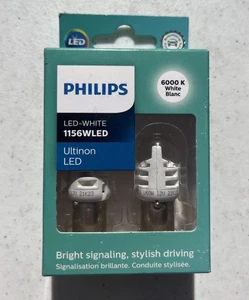 LED
PHILIPS
6000 K
White
Blanc
LED-WHITE
1156WLED
Ultinon
LED
Bright signaling, stylish driving
Signalisation brillante. Conduite stylisée.